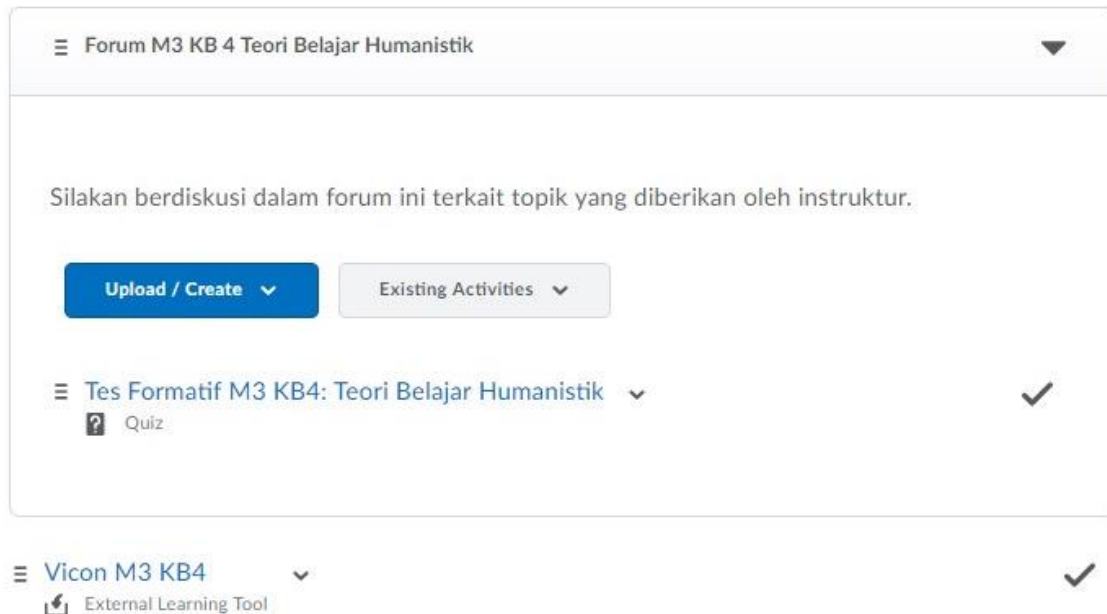 Forum M3 KB 4 Teori Belajar Humanistik
Silakan berdiskusi dalam forum ini terkait topik yang diberikan oleh instruktur.
Upload / Create
Existing Activities
Tes Formatif M3 KB4: Teori Belajar Humanistik
Quiz
Vicon M3 KB4
External Learning Tool